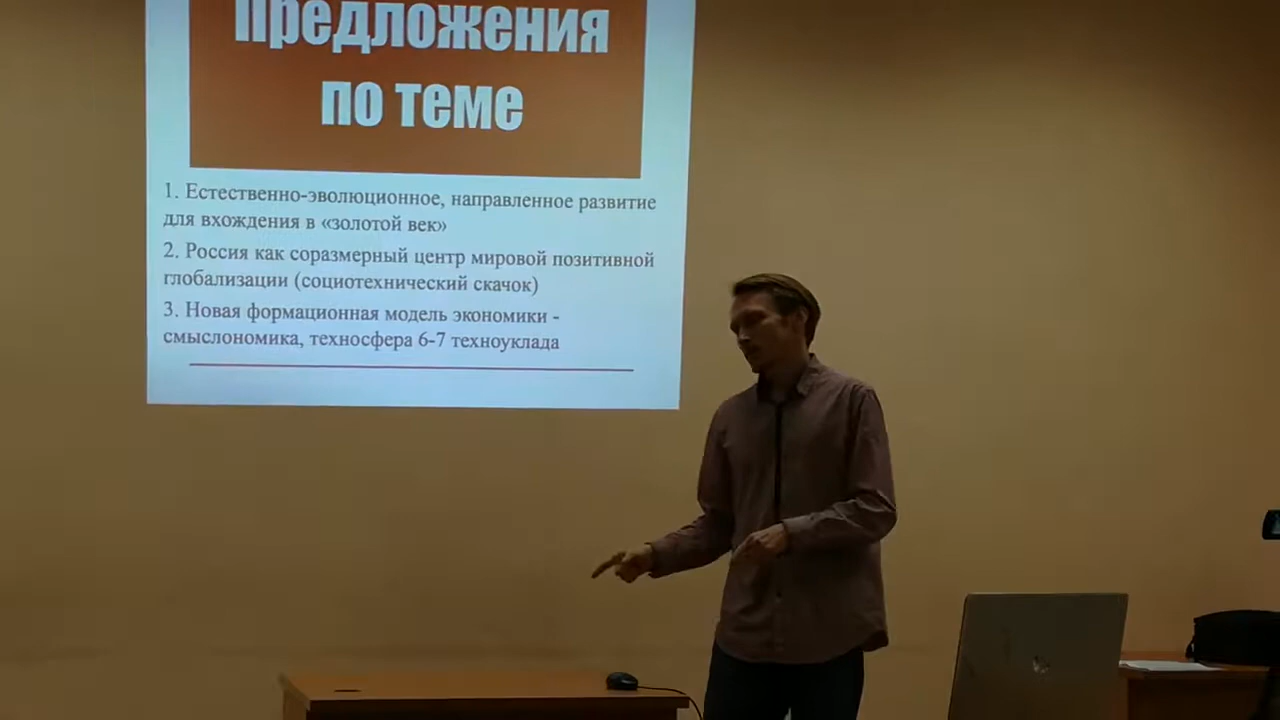 предложения
по теме
1. Естественно-эволюционное, направленное развитие
для вхождения в «золотой век»
2. Россия как соразмерный центр мировой позитивной
глобализации (социотехнический скачок)
3. Новая формационная модель экономики -
смыслономика, техносфера 6-7 техноуклада